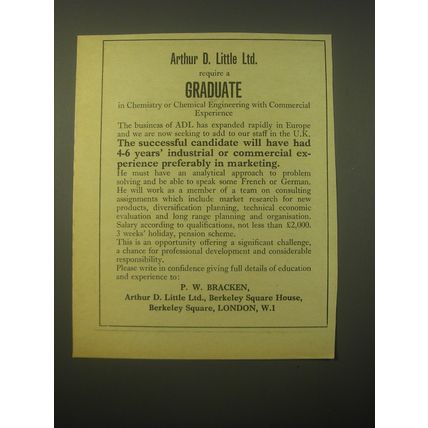 Arthur D. Little Ltd.
require a
GRADUATE
in Chemistry or Chemical Engineering with Commercial
Experience
The business of ADL has expanded rapidly in Europe
and we are now seeking to add to our staff in the U.K.
The successful candidate will have had
4-6 years' industrial or commercial ex-
perience preferably in marketing.
He must have an analytical approach to problem
solving and be able to speak some French or German.
He will work as a member of a team on consulting
assignments which include market research for new
products, diversification planning, technical economic
evaluation and long range planning and organisation.
Salary according to qualifications, not less than £2,000.
3 weeks' holiday, pension scheme.
This is an opportunity offering a significant challenge,
a chance for professional development and considerable
responsibility.
Please write in confidence giving full details of education
and experience to:
P. W. BRACKEN,
Arthur D. Little Ltd., Berkeley Square House,
Berkeley Square, LONDON, W.1